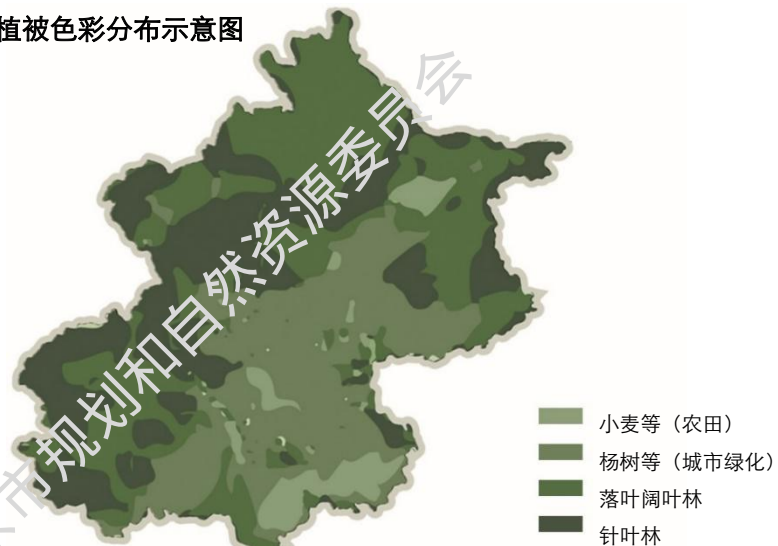 植被色彩分布示意图
市规划和自然资源委员会
小麦等（农田）
杨树等（城市绿化）
落叶阔叶林
针叶林